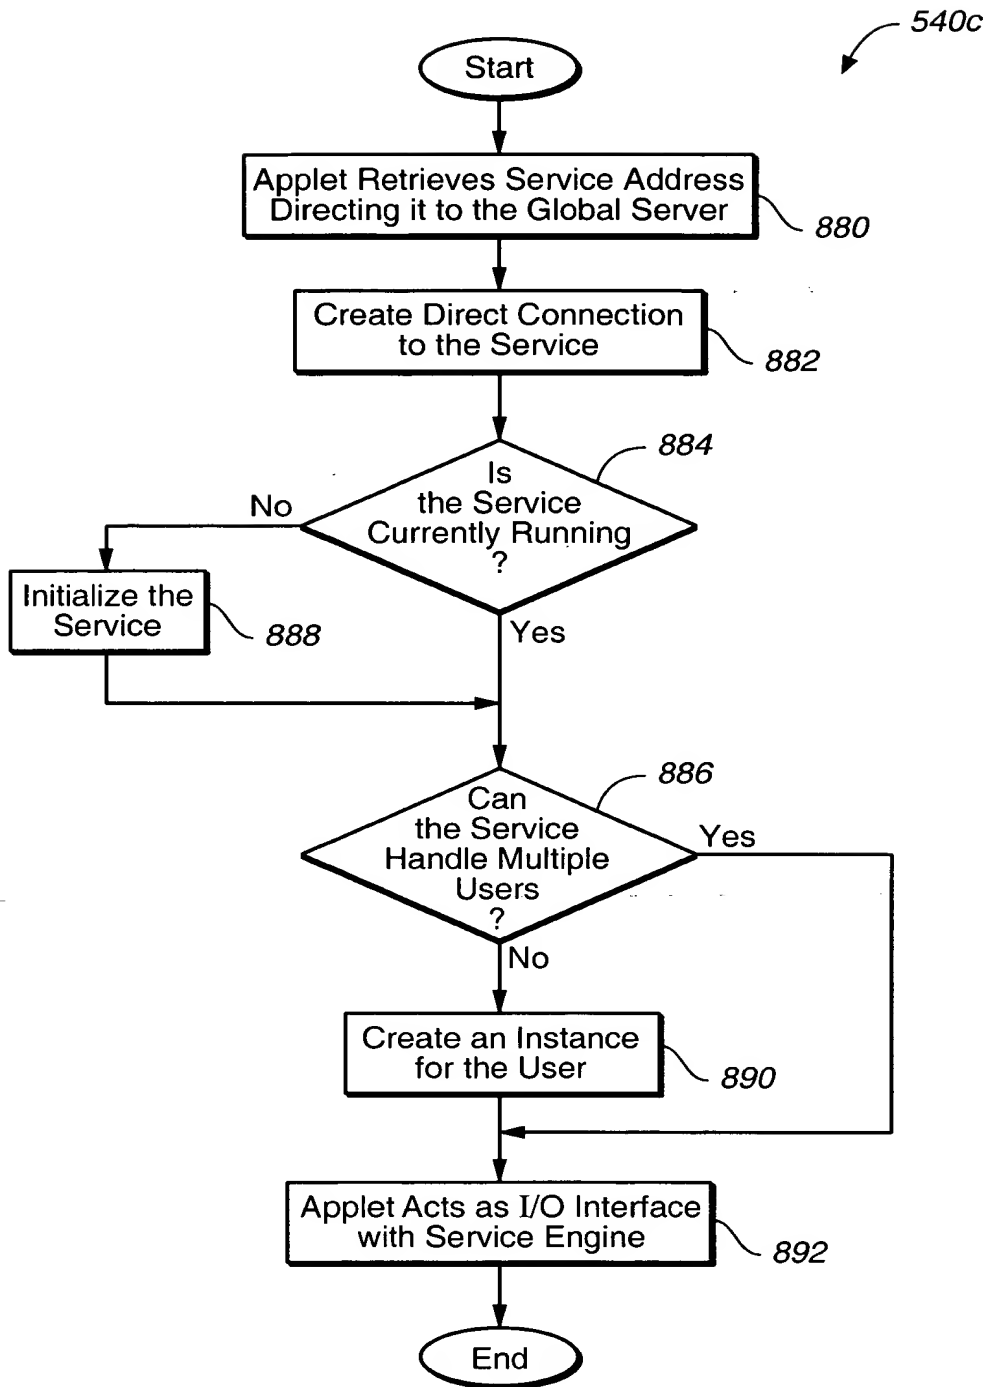 540c
Start
Applet Retrieves Service Address
Directing it to the Global Server
880
Create Direct Connection
to the Service
882
884
Is
the Service
Currently Running
?
No
Yes
Initialize the
Service
888
886
Can
the Service
Handle Multiple
Users
?
Yes
No
Create an Instance
for the User
890
Applet Acts as I/O Interface
with Service Engine
892
End